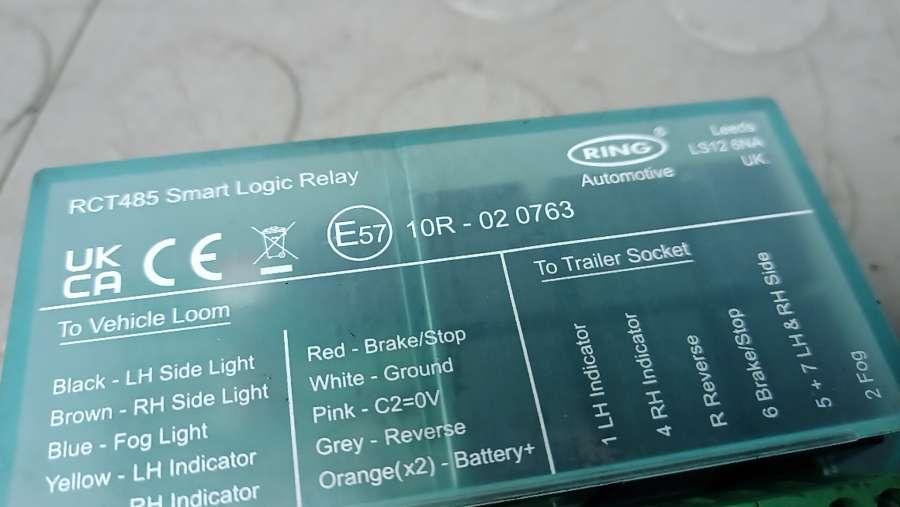 RCT485 Smart Logic Relay
RING
Automotive
Leeds
LS12 6NA
UK
UK
CA CE
E57 10R - 02 0763
To Vehicle Loom
Black - LH Side Light
Brown - RH Side Light
Blue - Fog Light
Yellow - LH Indicator
RH Indicator
Red - Brake/Stop
White - Ground
Pink - C2=0V
Grey - Reverse
Orange(x2) - Battery+
To Trailer Socket
1 LH Indicator
4 RH Indicator
R Reverse
6 Brake/Stop
5 + 7 LH & RH Side
2 Fog